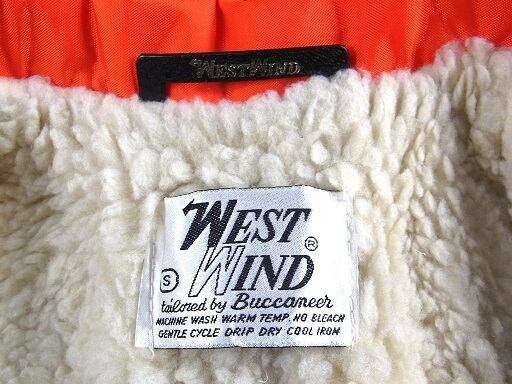 WESTWIND
WEST
WIND ®
S
tailored by Buccaneer
MACHINE WASH WARM TEMP. NO BLEACH
GENTLE CYCLE DRIP DRY COOL IRON